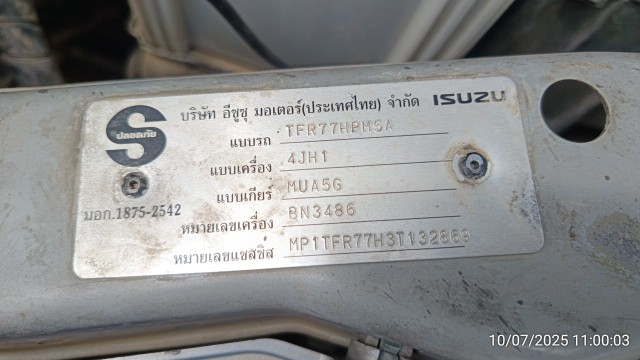 บริษัท อีซูซุ มอเตอร์(ประเทศไทย) จำกัด ISUZU
S
ปลอดภัย
แบบรถ TFR77HPMSA
แบบเครื่อง 4JH1
แบบเกียร์ MUA5G
มอก.1875-2542
หมายเลขเครื่อง BN3486
หมายเลขแชสซิส์ MP1TFR77H3T132869
10/07/2025 11:00:03